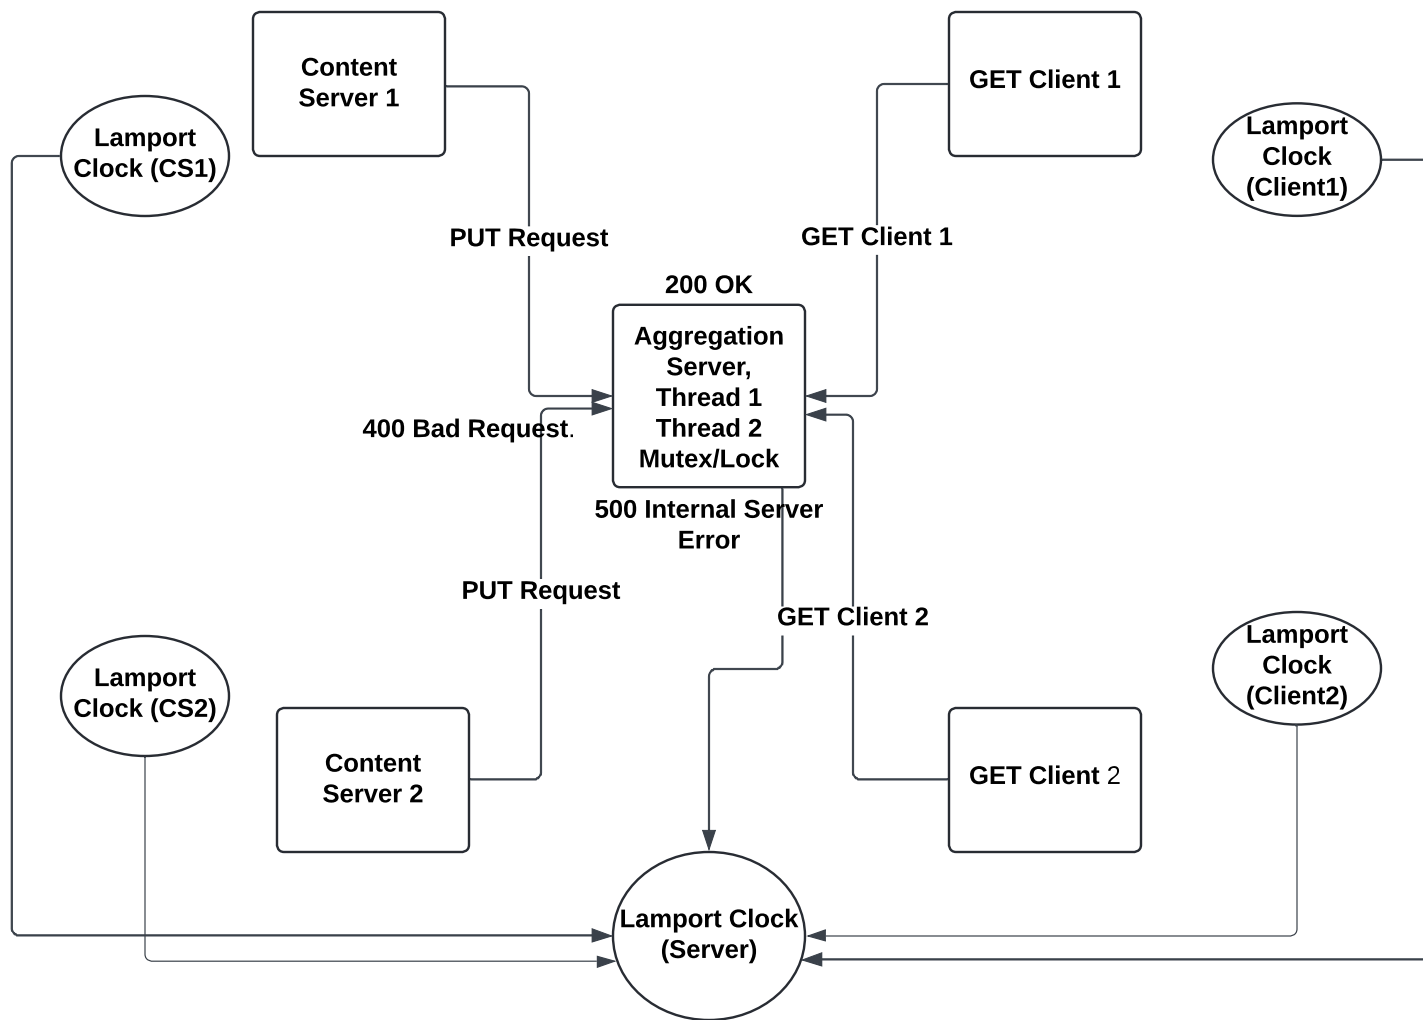 Content
Server 1
GET Client 1
Lamport
Clock (CS1)
Lamport
Clock
(Client1)
PUT Request
GET Client 1
200 OK
Aggregation
Server,
Thread 1
Thread 2
Mutex/Lock
400 Bad Request.
500 Internal Server
Error
PUT Request
GET Client 2
Lamport
Clock (CS2)
Lamport
Clock
(Client2)
Content
Server 2
GET Client 2
Lamport Clock
(Server)